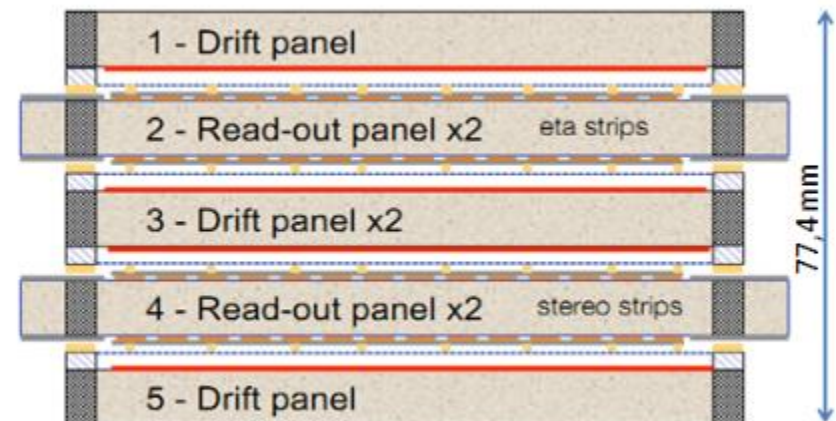 1 - Drift panel
2 - Read-out panel x2 eta strips
3 - Drift panel x2
77,4 mm
4 - Read-out panel x2 stereo strips
5 - Drift panel